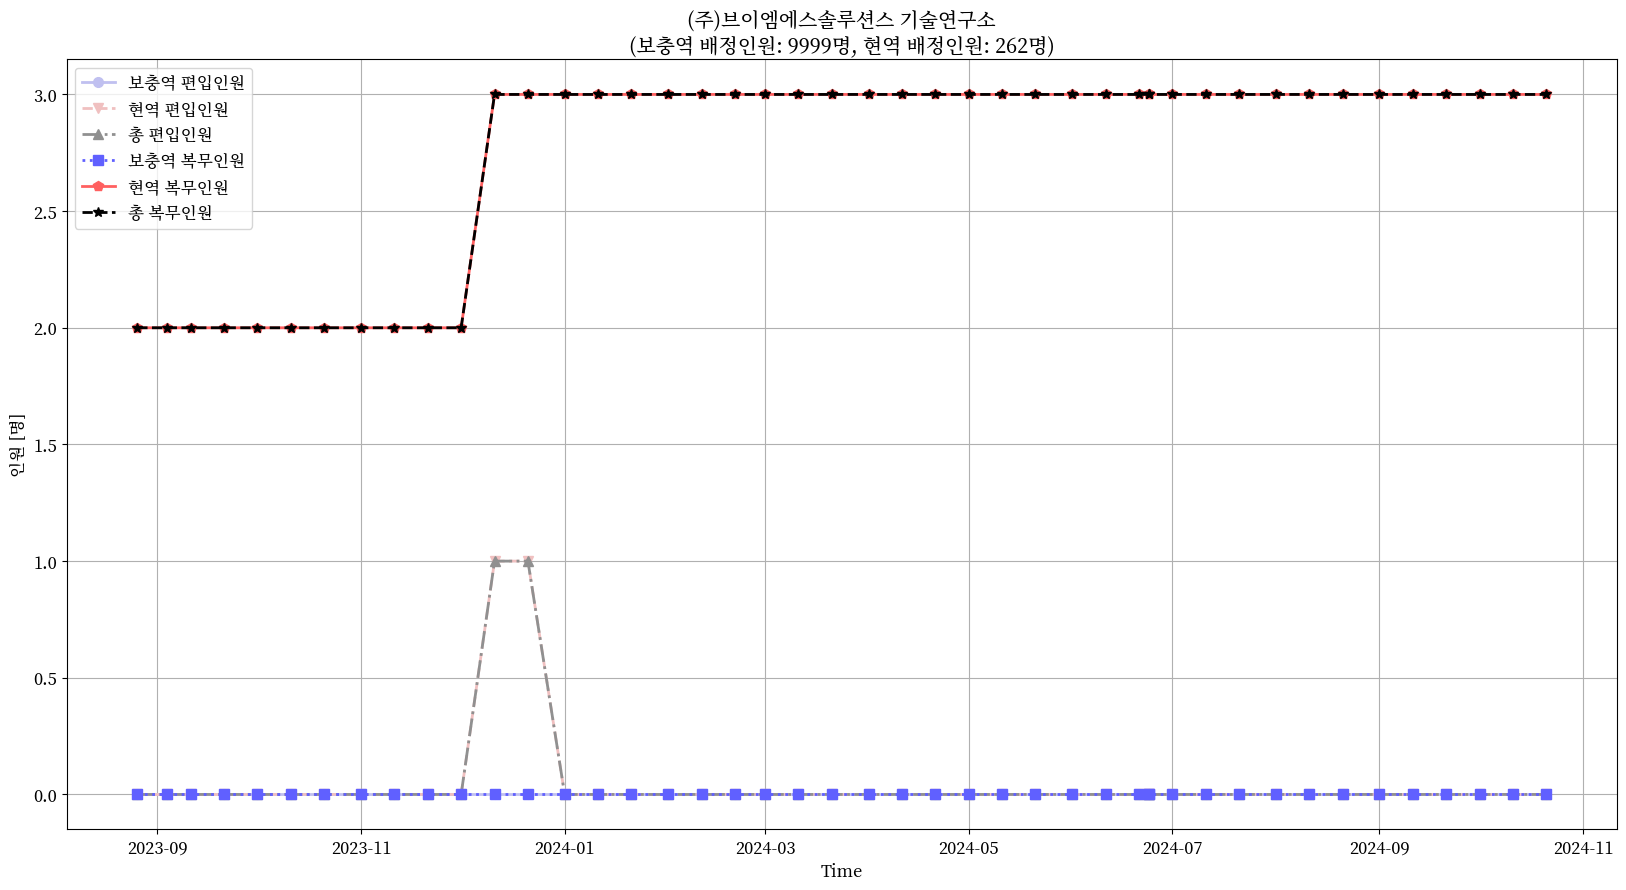 (주)브이엠에스솔루션스 기술연구소
(보충역 배정인원: 9999명, 현역 배정인원: 262명)
보충역 편입인원
현역 편입인원
총 편입인원
보충역 복무인원
현역 복무인원
총 복무인원
3.0
2.5
2.0
1.5
1.0
0.5
0.0
인원 [명]
2023-09
2023-11
2024-01
2024-03
2024-05
2024-07
2024-09
2024-11
Time